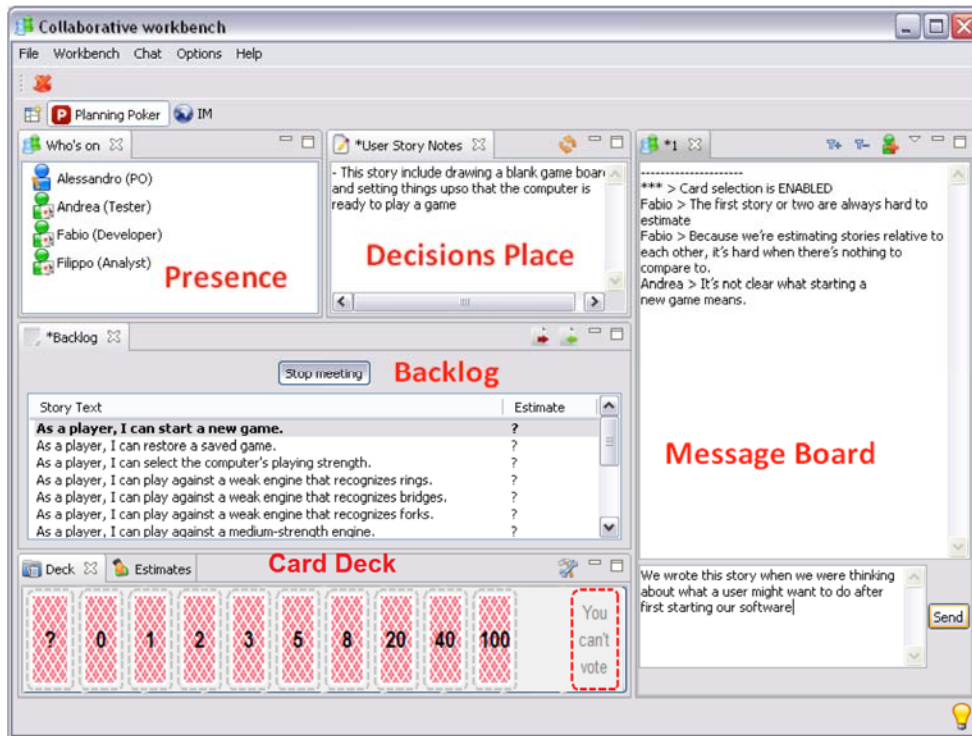 Collaborative workbench
File Workbench Chat Options Help
P Planning Poker IM
Who's on
Alessandro (PO)
Andrea (Tester)
Fabio (Developer)
Filippo (Analyst)
Presence
*User Story Notes
- This story include drawing a blank game boar
and setting things upso that the computer is
ready to play a game
Decisions Place
*Backlog
Stop meeting
Backlog
Story Text Estimate
As a player, I can start a new game. ?
As a player, I can restore a saved game. ?
As a player, I can select the computer's playing strength. ?
As a player, I can play against a weak engine that recognizes rings. ?
As a player, I can play against a weak engine that recognizes bridges. ?
As a player, I can play against a weak engine that recognizes forks. ?
As a player, I can play against a medium-strength engine. ?
Deck Estimates
Card Deck
? 0 1 2 3 5 8 20 40 100
You
can't
vote
*1
----------------------
*** > Card selection is ENABLED
Fabio > The first story or two are always hard to
estimate
Fabio > Because we're estimating stories relative to
each other, it's hard when there's nothing to
compare to.
Andrea > It's not clear what starting a
new game means.
Message Board
We wrote this story when we were thinking
about what a user might want to do after
first starting our software
Send